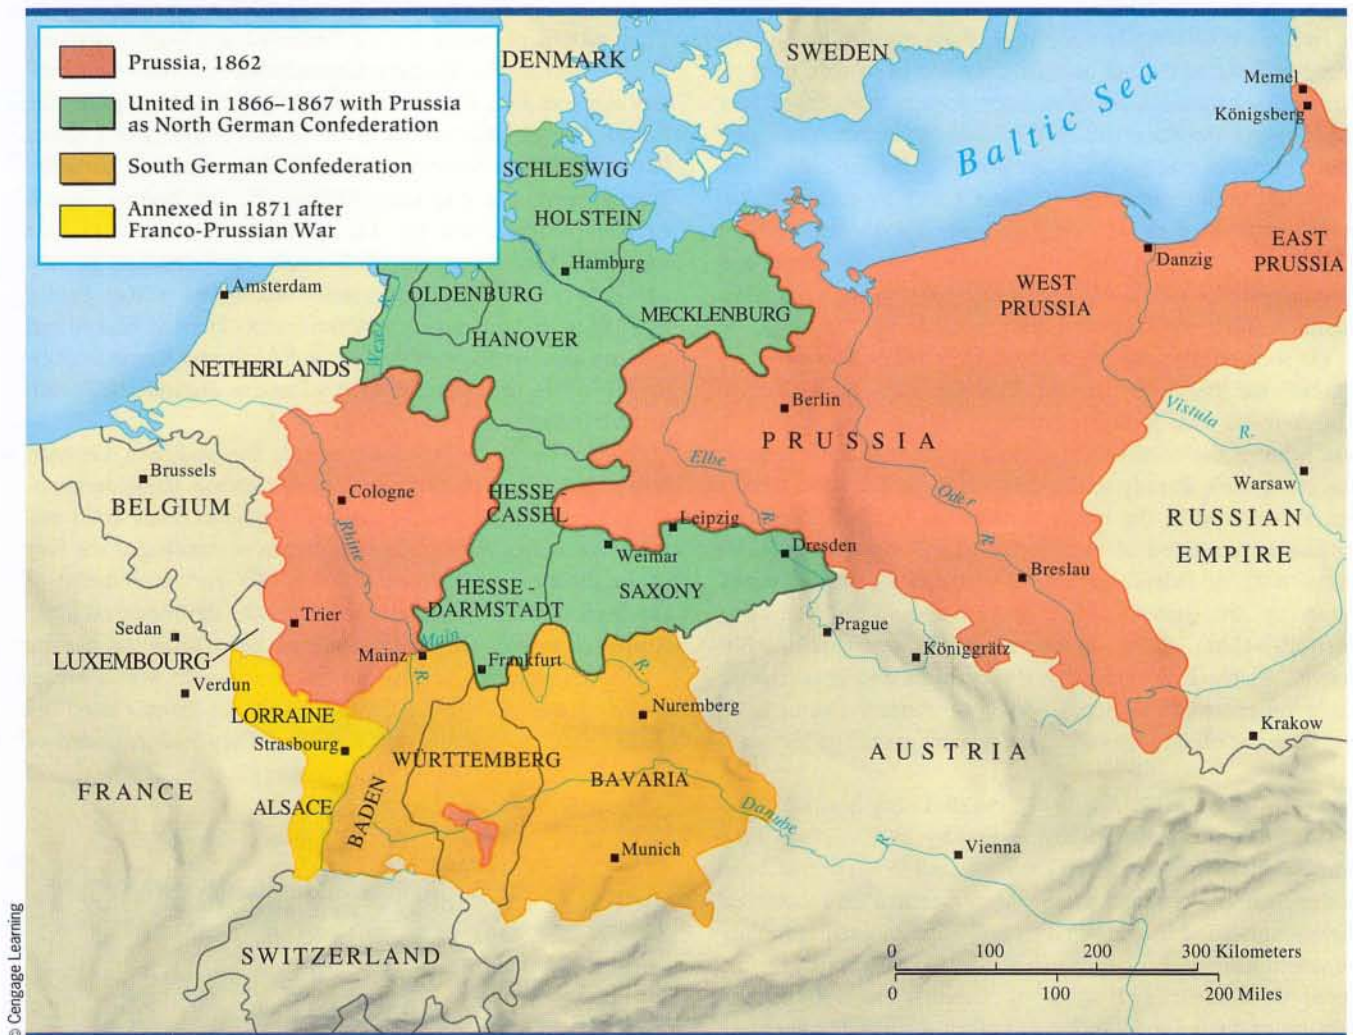 Prussia, 1862
United in 1866–1867 with Prussia
as North German Confederation
South German Confederation
Annexed in 1871 after
Franco-Prussian War
DENMARK
SWEDEN
Baltic Sea
Memel
Königsberg
SCHLESWIG
HOLSTEIN
Hamburg
EAST
PRUSSIA
Danzig
WEST
PRUSSIA
Amsterdam
OLDENBURG
MECKLENBURG
HANOVER
Weser R.
NETHERLANDS
Berlin
PRUSSIA
Vistula R.
Elbe R.
Oder R.
Brussels
BELGIUM
Cologne
Rhine R.
HESSE-
CASSEL
Leipzig
Weimar
Dresden
Warsaw
RUSSIAN
EMPIRE
Breslau
HESSE-
DARMSTADT
SAXONY
Trier
Sedan
LUXEMBOURG
Verdun
Mainz
Main R.
Frankfurt
Prague
Königgrätz
Nuremberg
LORRAINE
Strasbourg
WÜRTTEMBERG
BAVARIA
AUSTRIA
Krakow
FRANCE
ALSACE
BADEN
Danube R.
Munich
Vienna
SWITZERLAND
0 100 200 300 Kilometers
0 100 200 Miles
© Cengage Learning